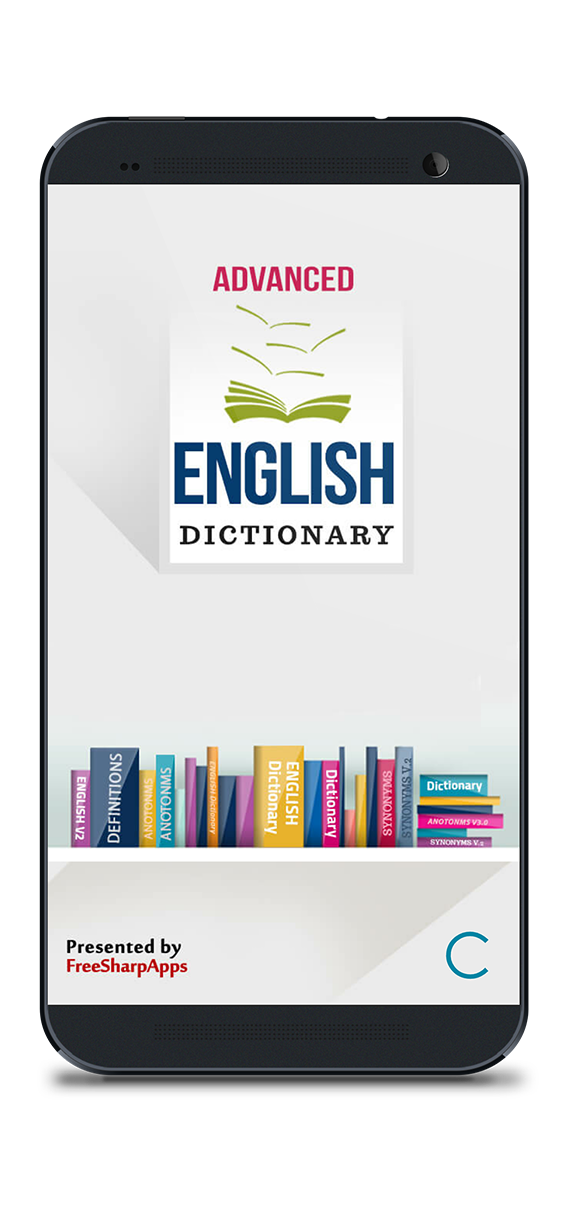 ADVANCED
ENGLISH
DICTIONARY
ENGLISH V2
DEFINITIONS
ANOTONMS
ANOTONMS
ENGLISH Dictionary
ENGLISH
Dictionary
Dictionary
SYNONYMS
SYNONYMS V.2
Dictionary
ANOTONMS V3.0
SYNONYMS V.1
Presented by
FreeSharpApps